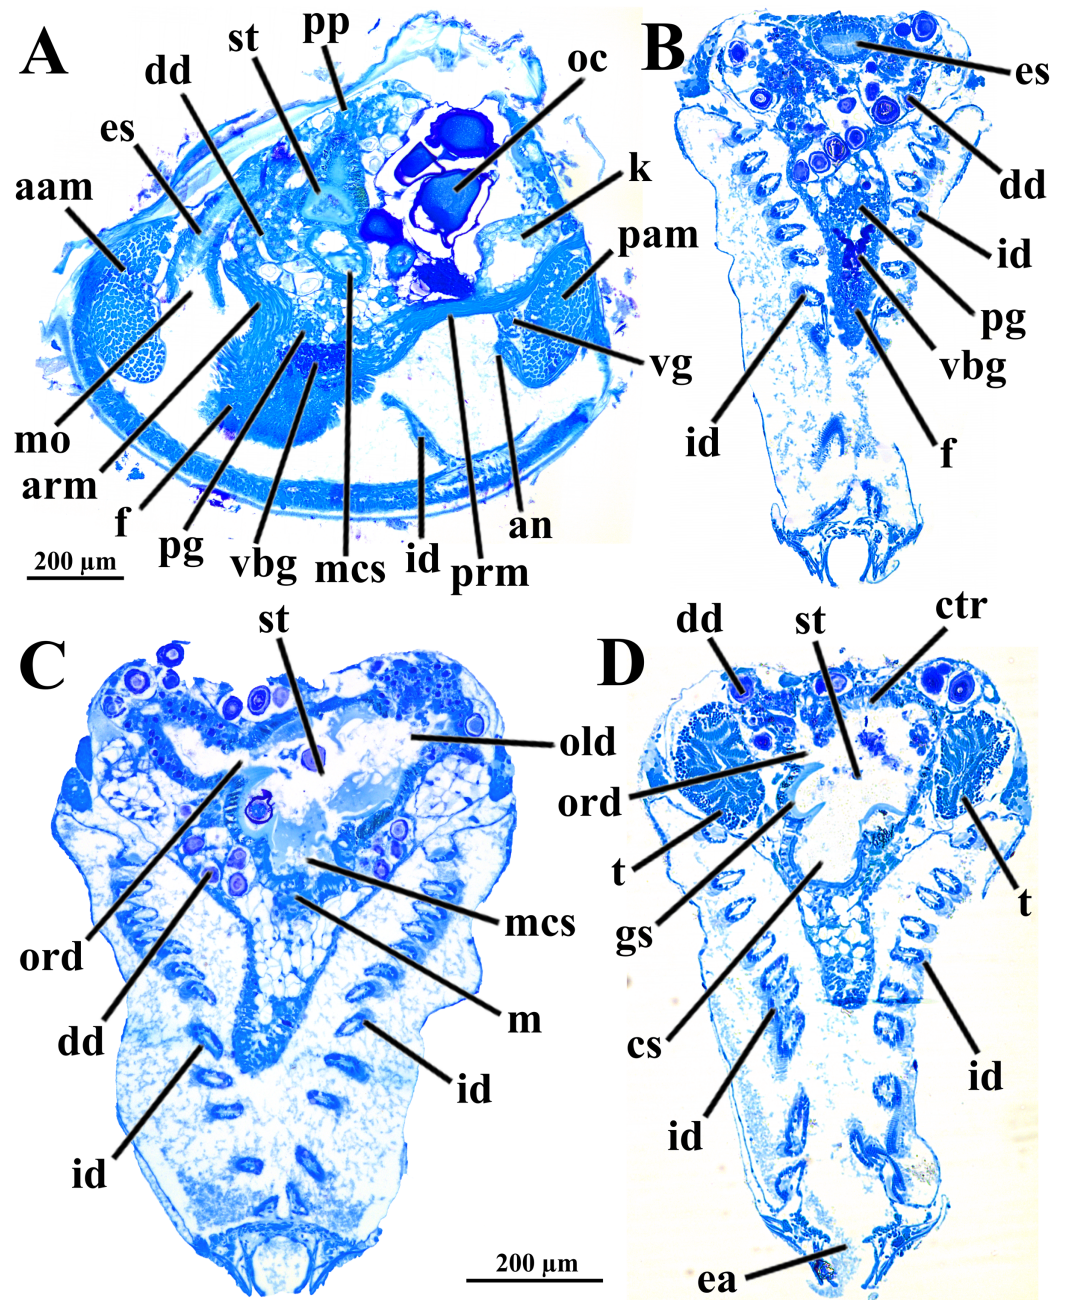 A
st
pp
dd
oc
es
k
aam
pam
mo
arm
f
pg
vbg
mcs
id
prm
an
vg
200 µm
B
es
dd
id
pg
vbg
id
f
C
st
old
ord
mcs
dd
m
id
id
200 µm
D
dd
st
ctr
ord
t
gs
t
cs
id
id
ea